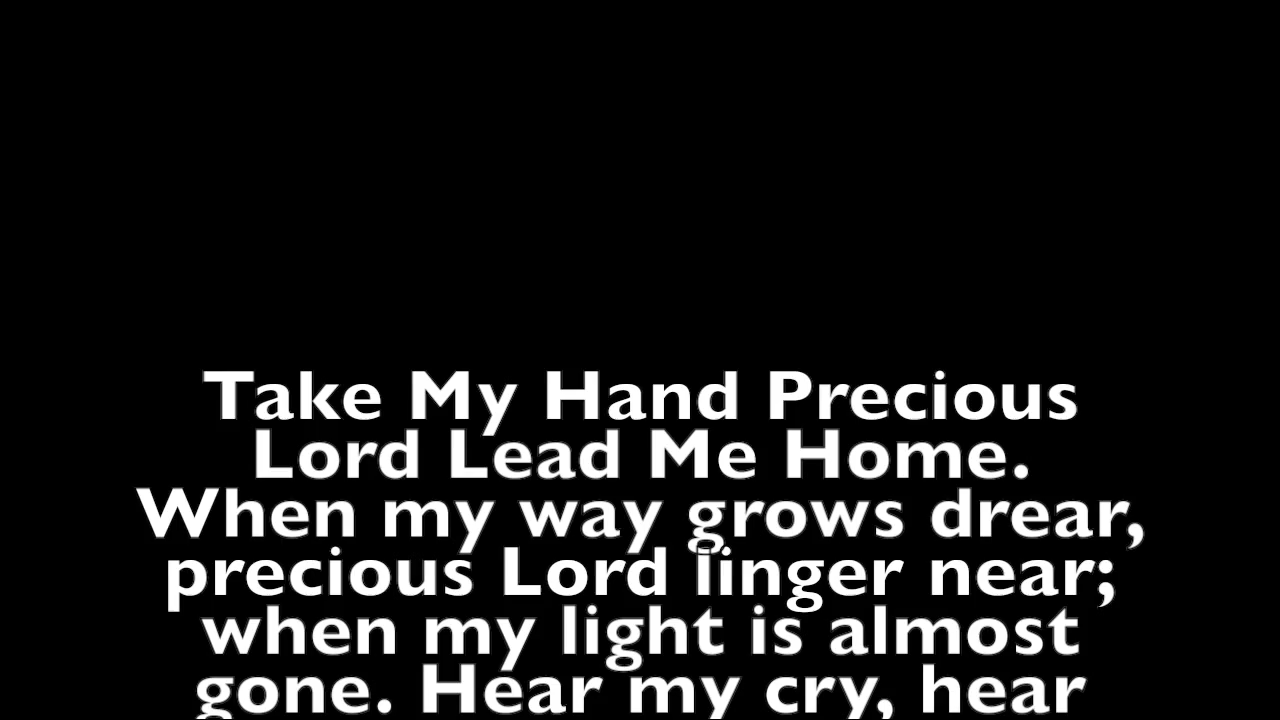 Take My Hand Precious
Lord Lead Me Home.
When my way grows drear,
precious Lord linger near;
when my light is almost
gone. Hear my cry, hear